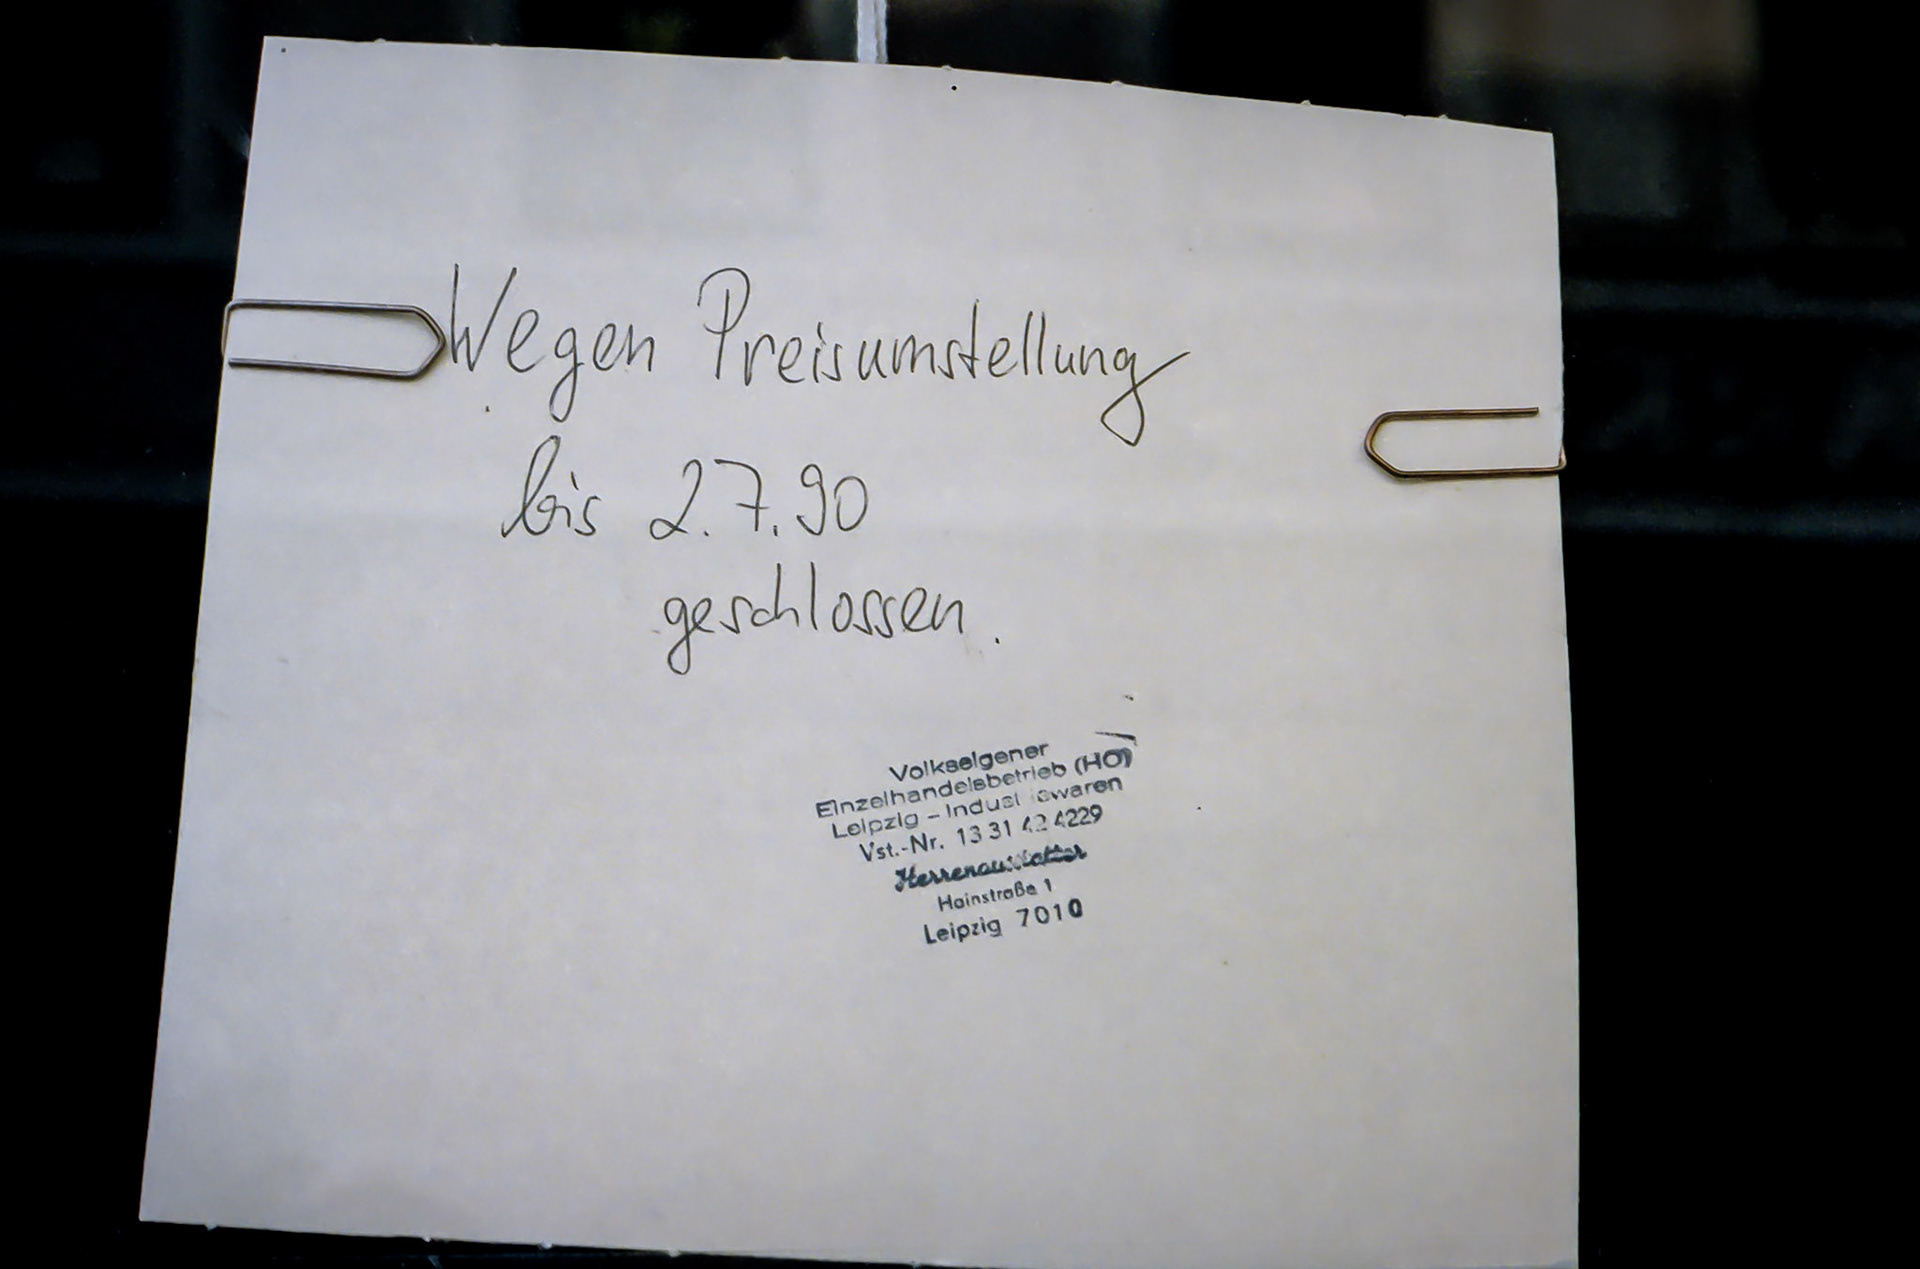 Wegen Preisumstellung
bis 2.7.90
geschlossen.
Volkseigener
Einzelhandelsbetrieb (HO)
Leipzig – Industriewaren
Vst.-Nr. 13 31 42 4229
Herrenausstatter
Hainstraße 1
Leipzig 7010